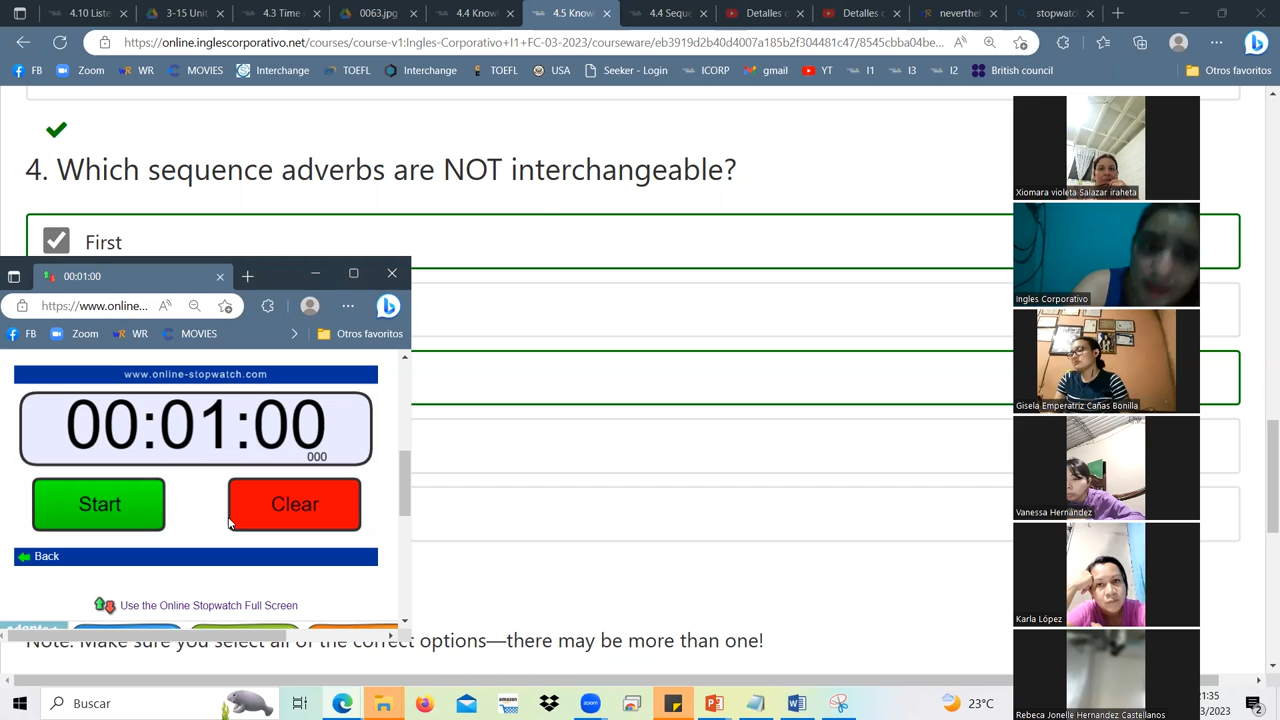 4.10 Liste
3-15 Unit
4.3 Time
0063.jpg
4.4 Know
4.5 Know
4.4 Seque
Detalles c
Detalles c
neverthe
stopwatc
https://online.inglescorporativo.net/courses/course-v1:Ingles-Corporativo+I1+FC-03-2023/courseware/eb3919d2b40d4007a185b2f304481c47/8545cbba04be...
FB
Zoom
WR
MOVIES
Interchange
TOEFL
Interchange
TOEFL
USA
Seeker - Login
ICORP
gmail
YT
I1
I3
I2
British council
Otros favoritos
4. Which sequence adverbs are NOT interchangeable?
First
00:01:00
https://www.online...
FB
Zoom
WR
MOVIES
Otros favoritos
www.online-stopwatch.com
00:01:00
000
Start
Clear
Back
Use the Online Stopwatch Full Screen
Note: Make sure you select all of the correct options—there may be more than one!
Xiomara violeta Salazar iraheta
Ingles Corporativo
Gisela Emperatriz Cañas Bonilla
Vanessa Hernández
Karla López
Rebeca Jonelle Hernandez Castellanos
Buscar
23°C
1:35
3/2023
2